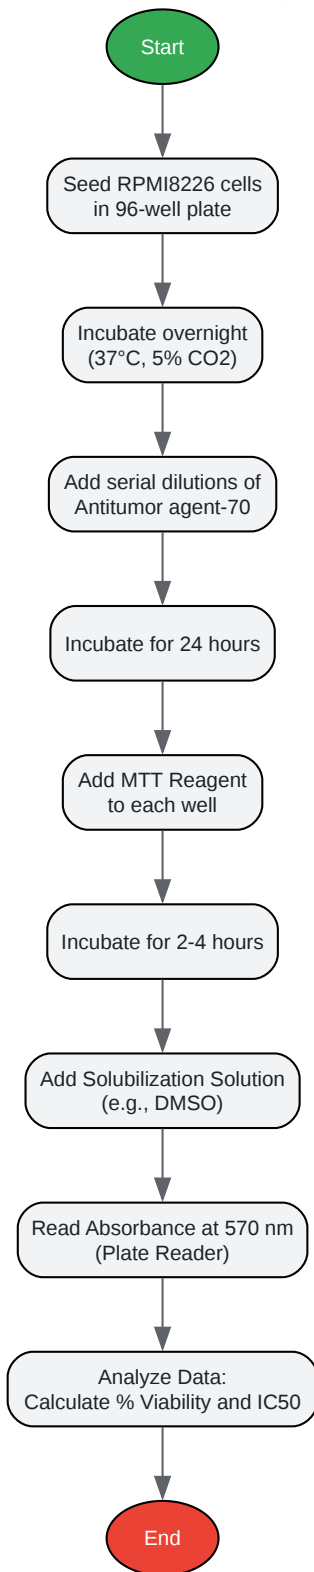 Start
Seed RPMI8226 cells
in 96-well plate
Incubate overnight
(37°C, 5% CO2)
Add serial dilutions of
Antitumor agent-70
Incubate for 24 hours
Add MTT Reagent
to each well
Incubate for 2-4 hours
Add Solubilization Solution
(e.g., DMSO)
Read Absorbance at 570 nm
(Plate Reader)
Analyze Data:
Calculate % Viability and IC50
End